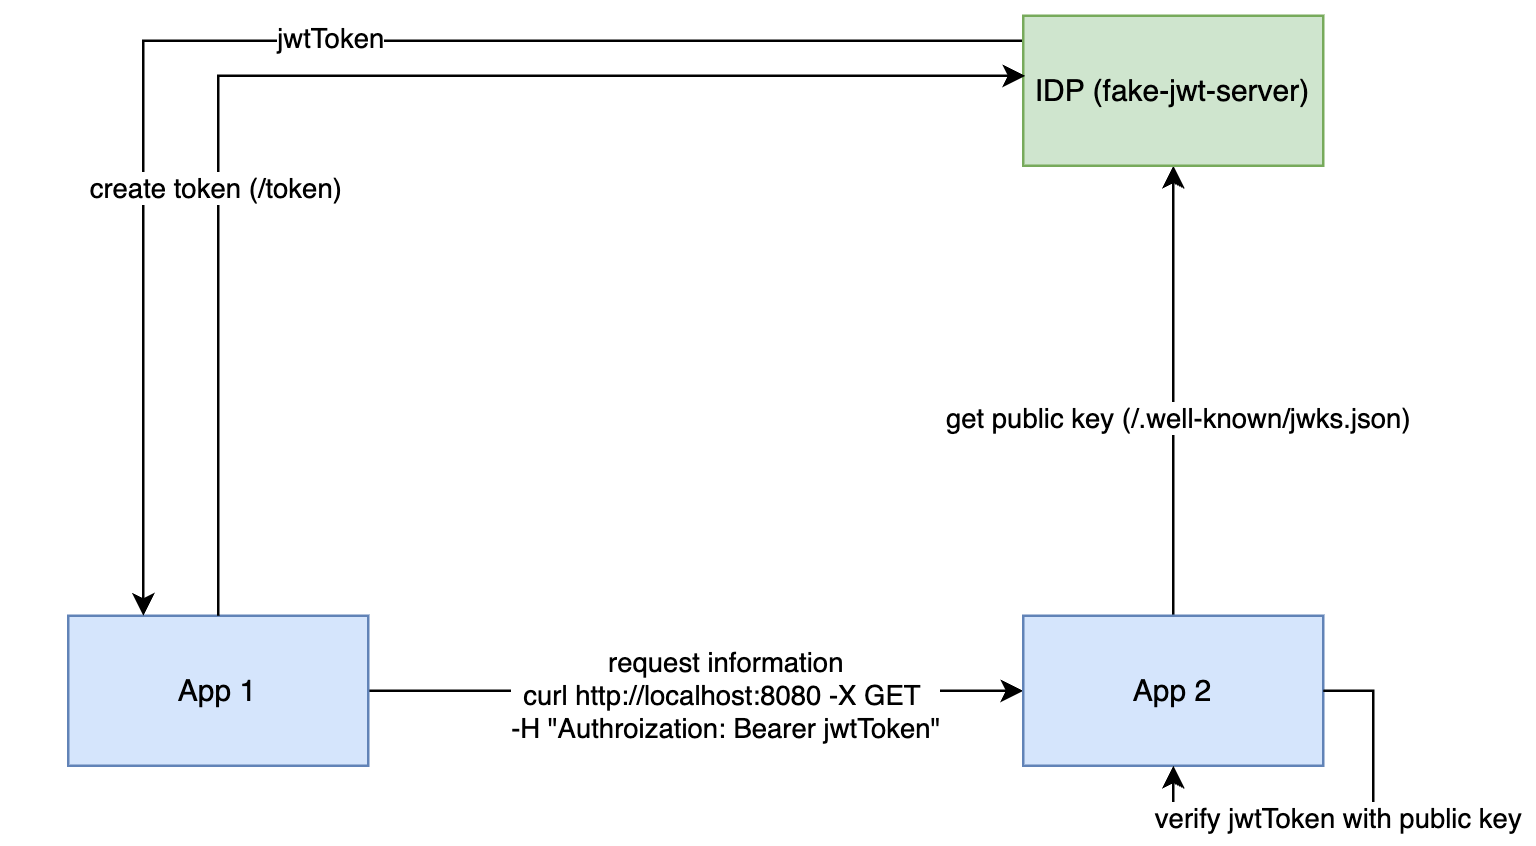 jwtToken
IDP (fake-jwt-server)
create token (/token)
get public key (/.well-known/jwks.json)
App 1
request information
curl http://localhost:8080 -X GET
-H "Authroization: Bearer jwtToken"
App 2
verify jwtToken with public key